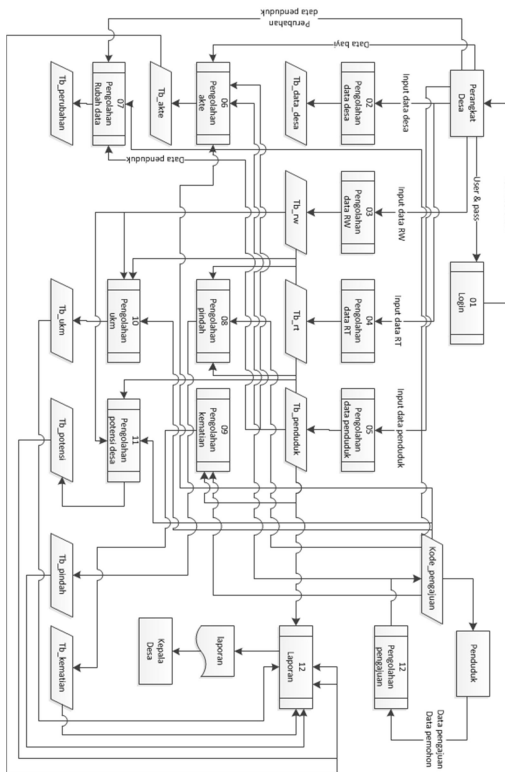 Perangkat
Desa
User & pass
01
Login
Input data desa
Input data RW
Input data RT
Input data penduduk
Data bayi
Perubahan
data penduduk
02
Pengolahan
data desa
03
Pengolahan
data RW
04
Pengolahan
data RT
05
Pengolahan
data penduduk
Kode_pengajuan
Penduduk
Data pengajuan
Data pemohon
12
Pengolahan
pengajuan
Tb_data_desa
Tb_rw
Tb_rt
Tb_penduduk
Data penduduk
06
Pengolahan
akte
08
Pengolahan
pindah
09
Pengolahan
kematian
12
Laporan
laporan
Kepala
Desa
Tb_akte
07
Pengolahan
Rubah data
10
Pengolahan
ukm
11
Pengolahan
potensi desa
Tb_perubahan
Tb_ukm
Tb_potensi
Tb_pindah
Tb_kematian